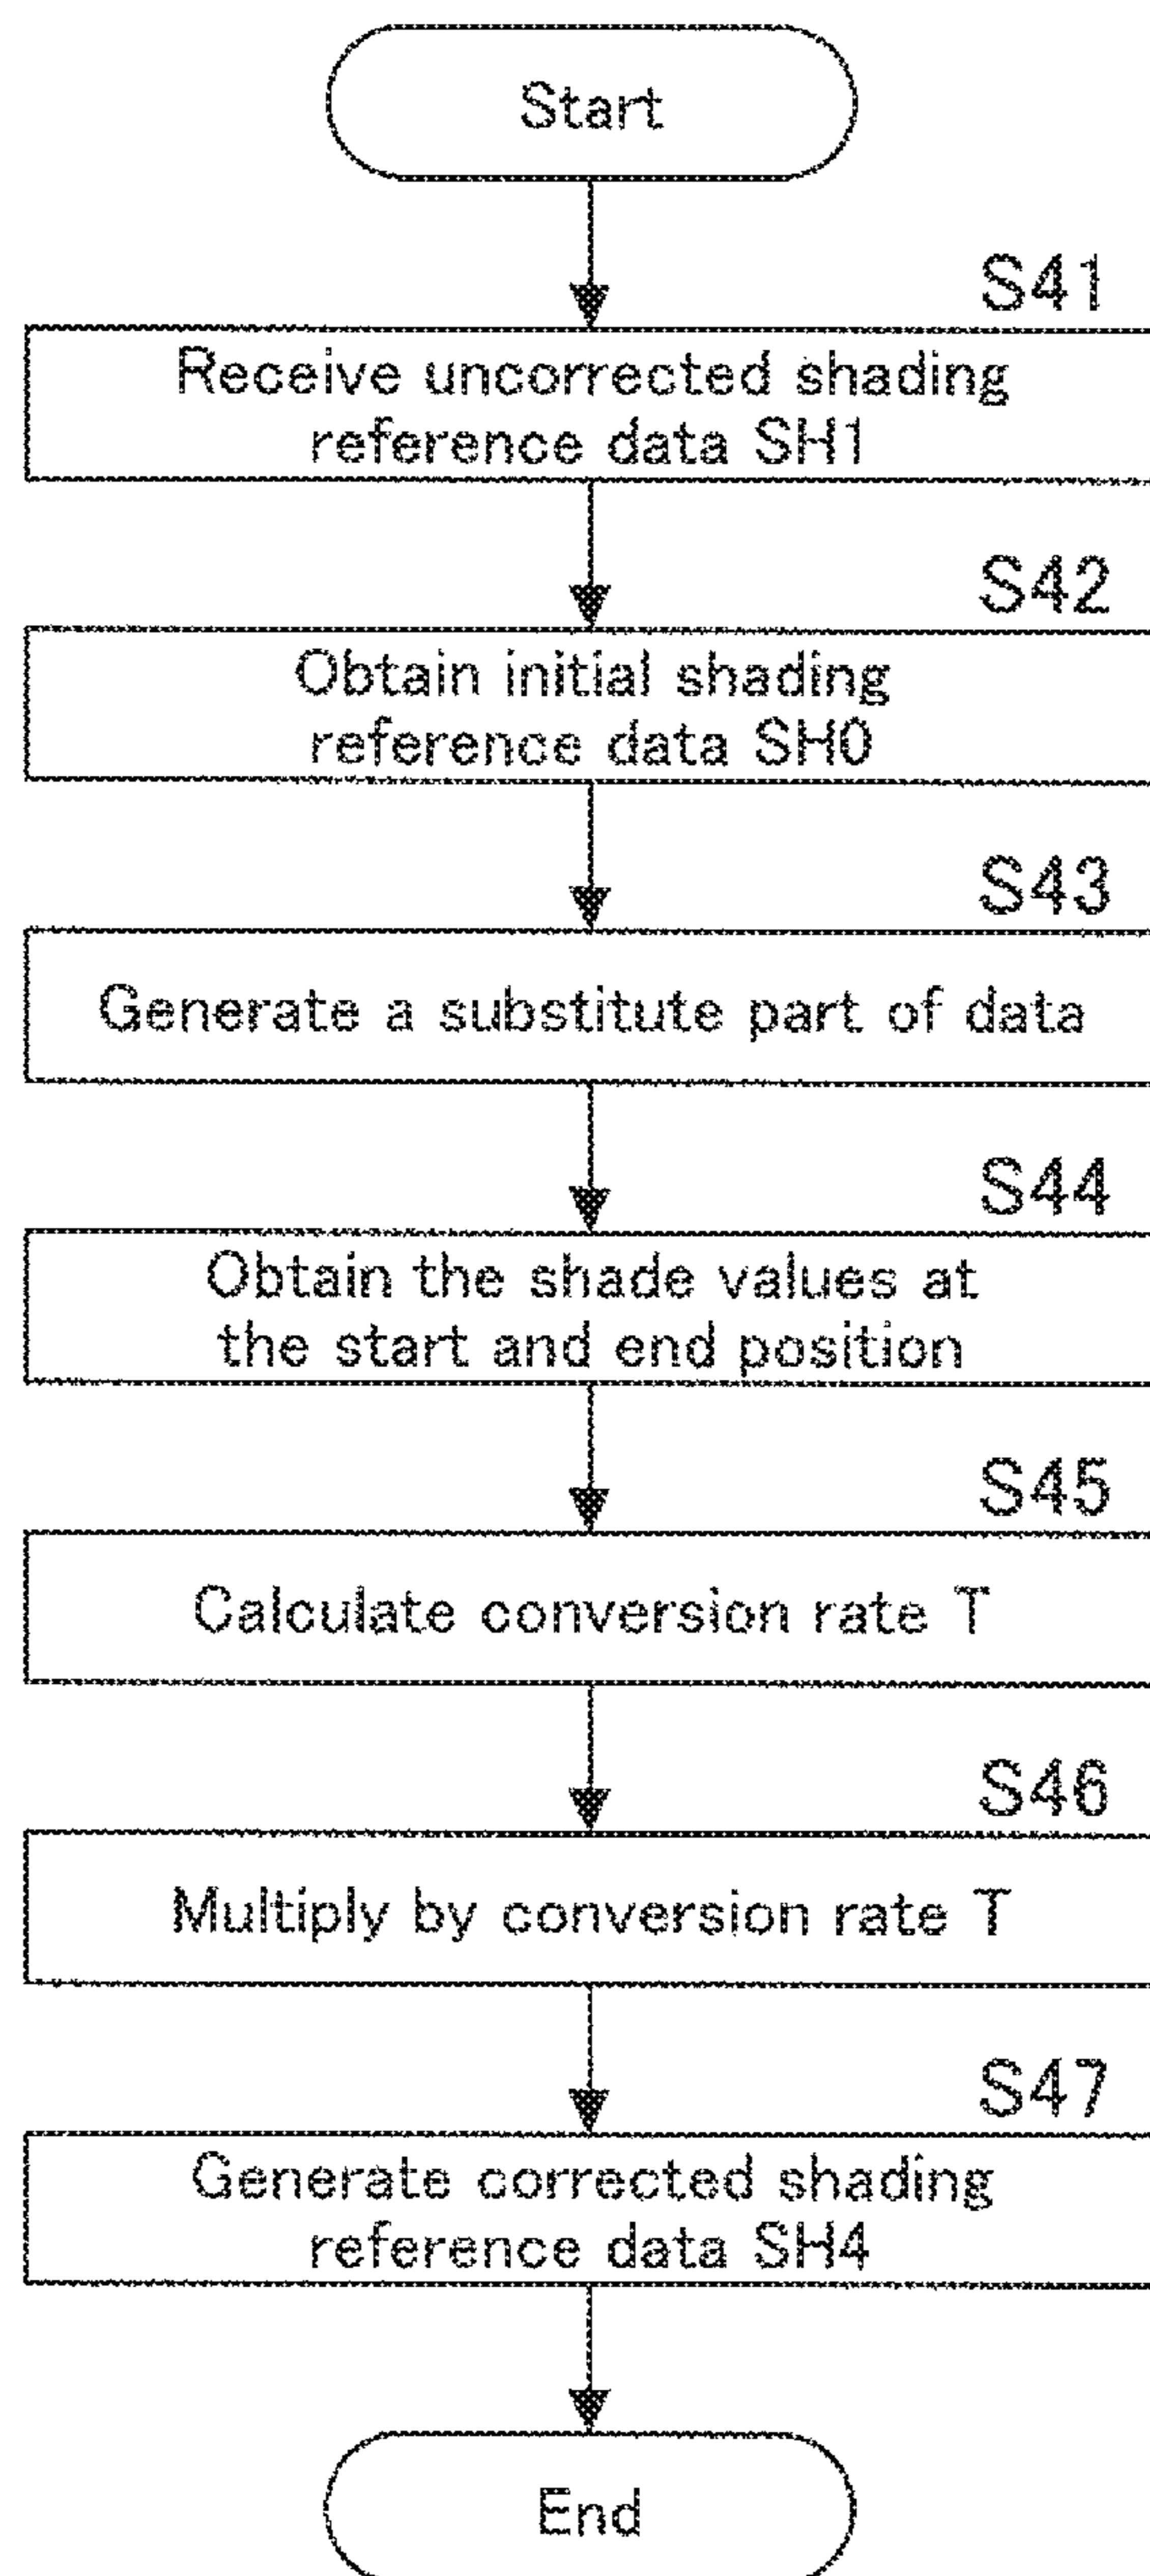 Start
S41
Receive uncorrected shading
reference data SH1
S42
Obtain initial shading
reference data SH0
S43
Generate a substitute part of data
S44
Obtain the shade values at
the start and end position
S45
Calculate conversion rate T
S46
Multiply by conversion rate T
S47
Generate corrected shading
reference data SH4
End